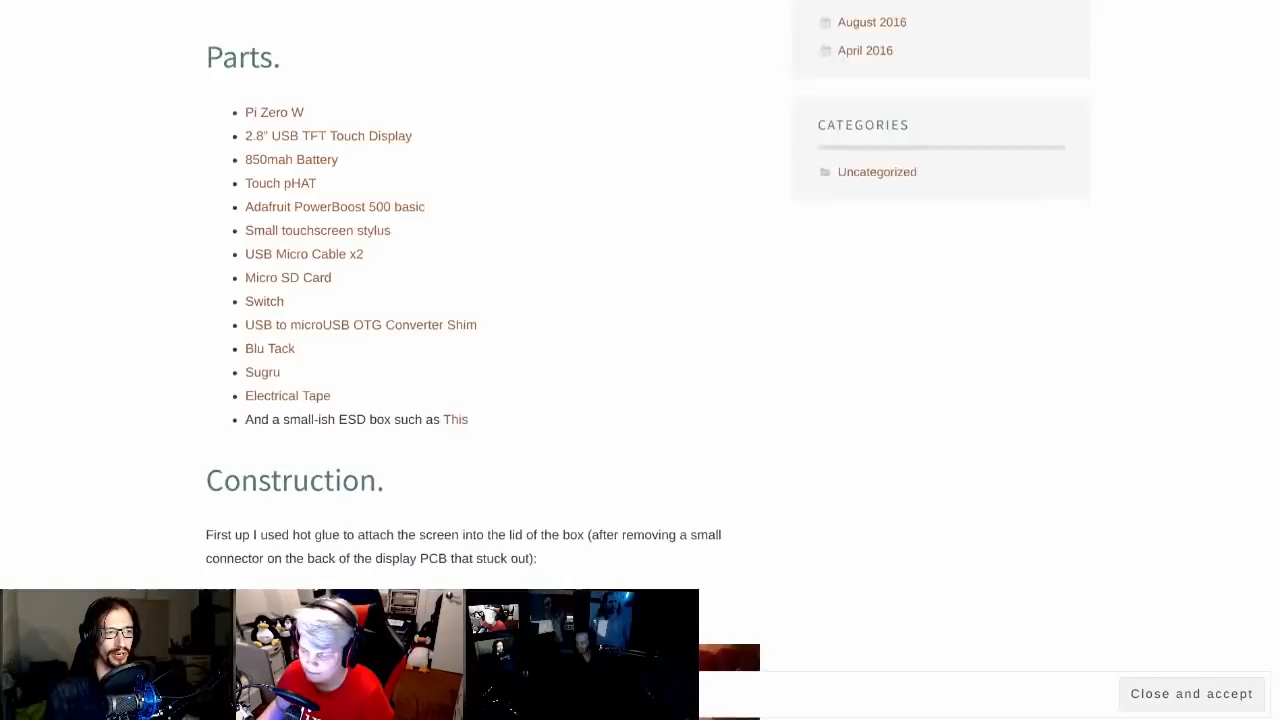 August 2016
April 2016
Parts.
CATEGORIES
Pi Zero W
2.8" USB TFT Touch Display
850mah Battery
Uncategorized
Touch pHAT
Adafruit PowerBoost 500 basic
Small touchscreen stylus
USB Micro Cable x2
Micro SD Card
Switch
USB to microUSB OTG Converter Shim
Blu Tack
Sugru
Electrical Tape
And a small-ish ESD box such as This
Construction.
First up I used hot glue to attach the screen into the lid of the box (after removing a small
connector on the back of the display PCB that stuck out):
Close and accept